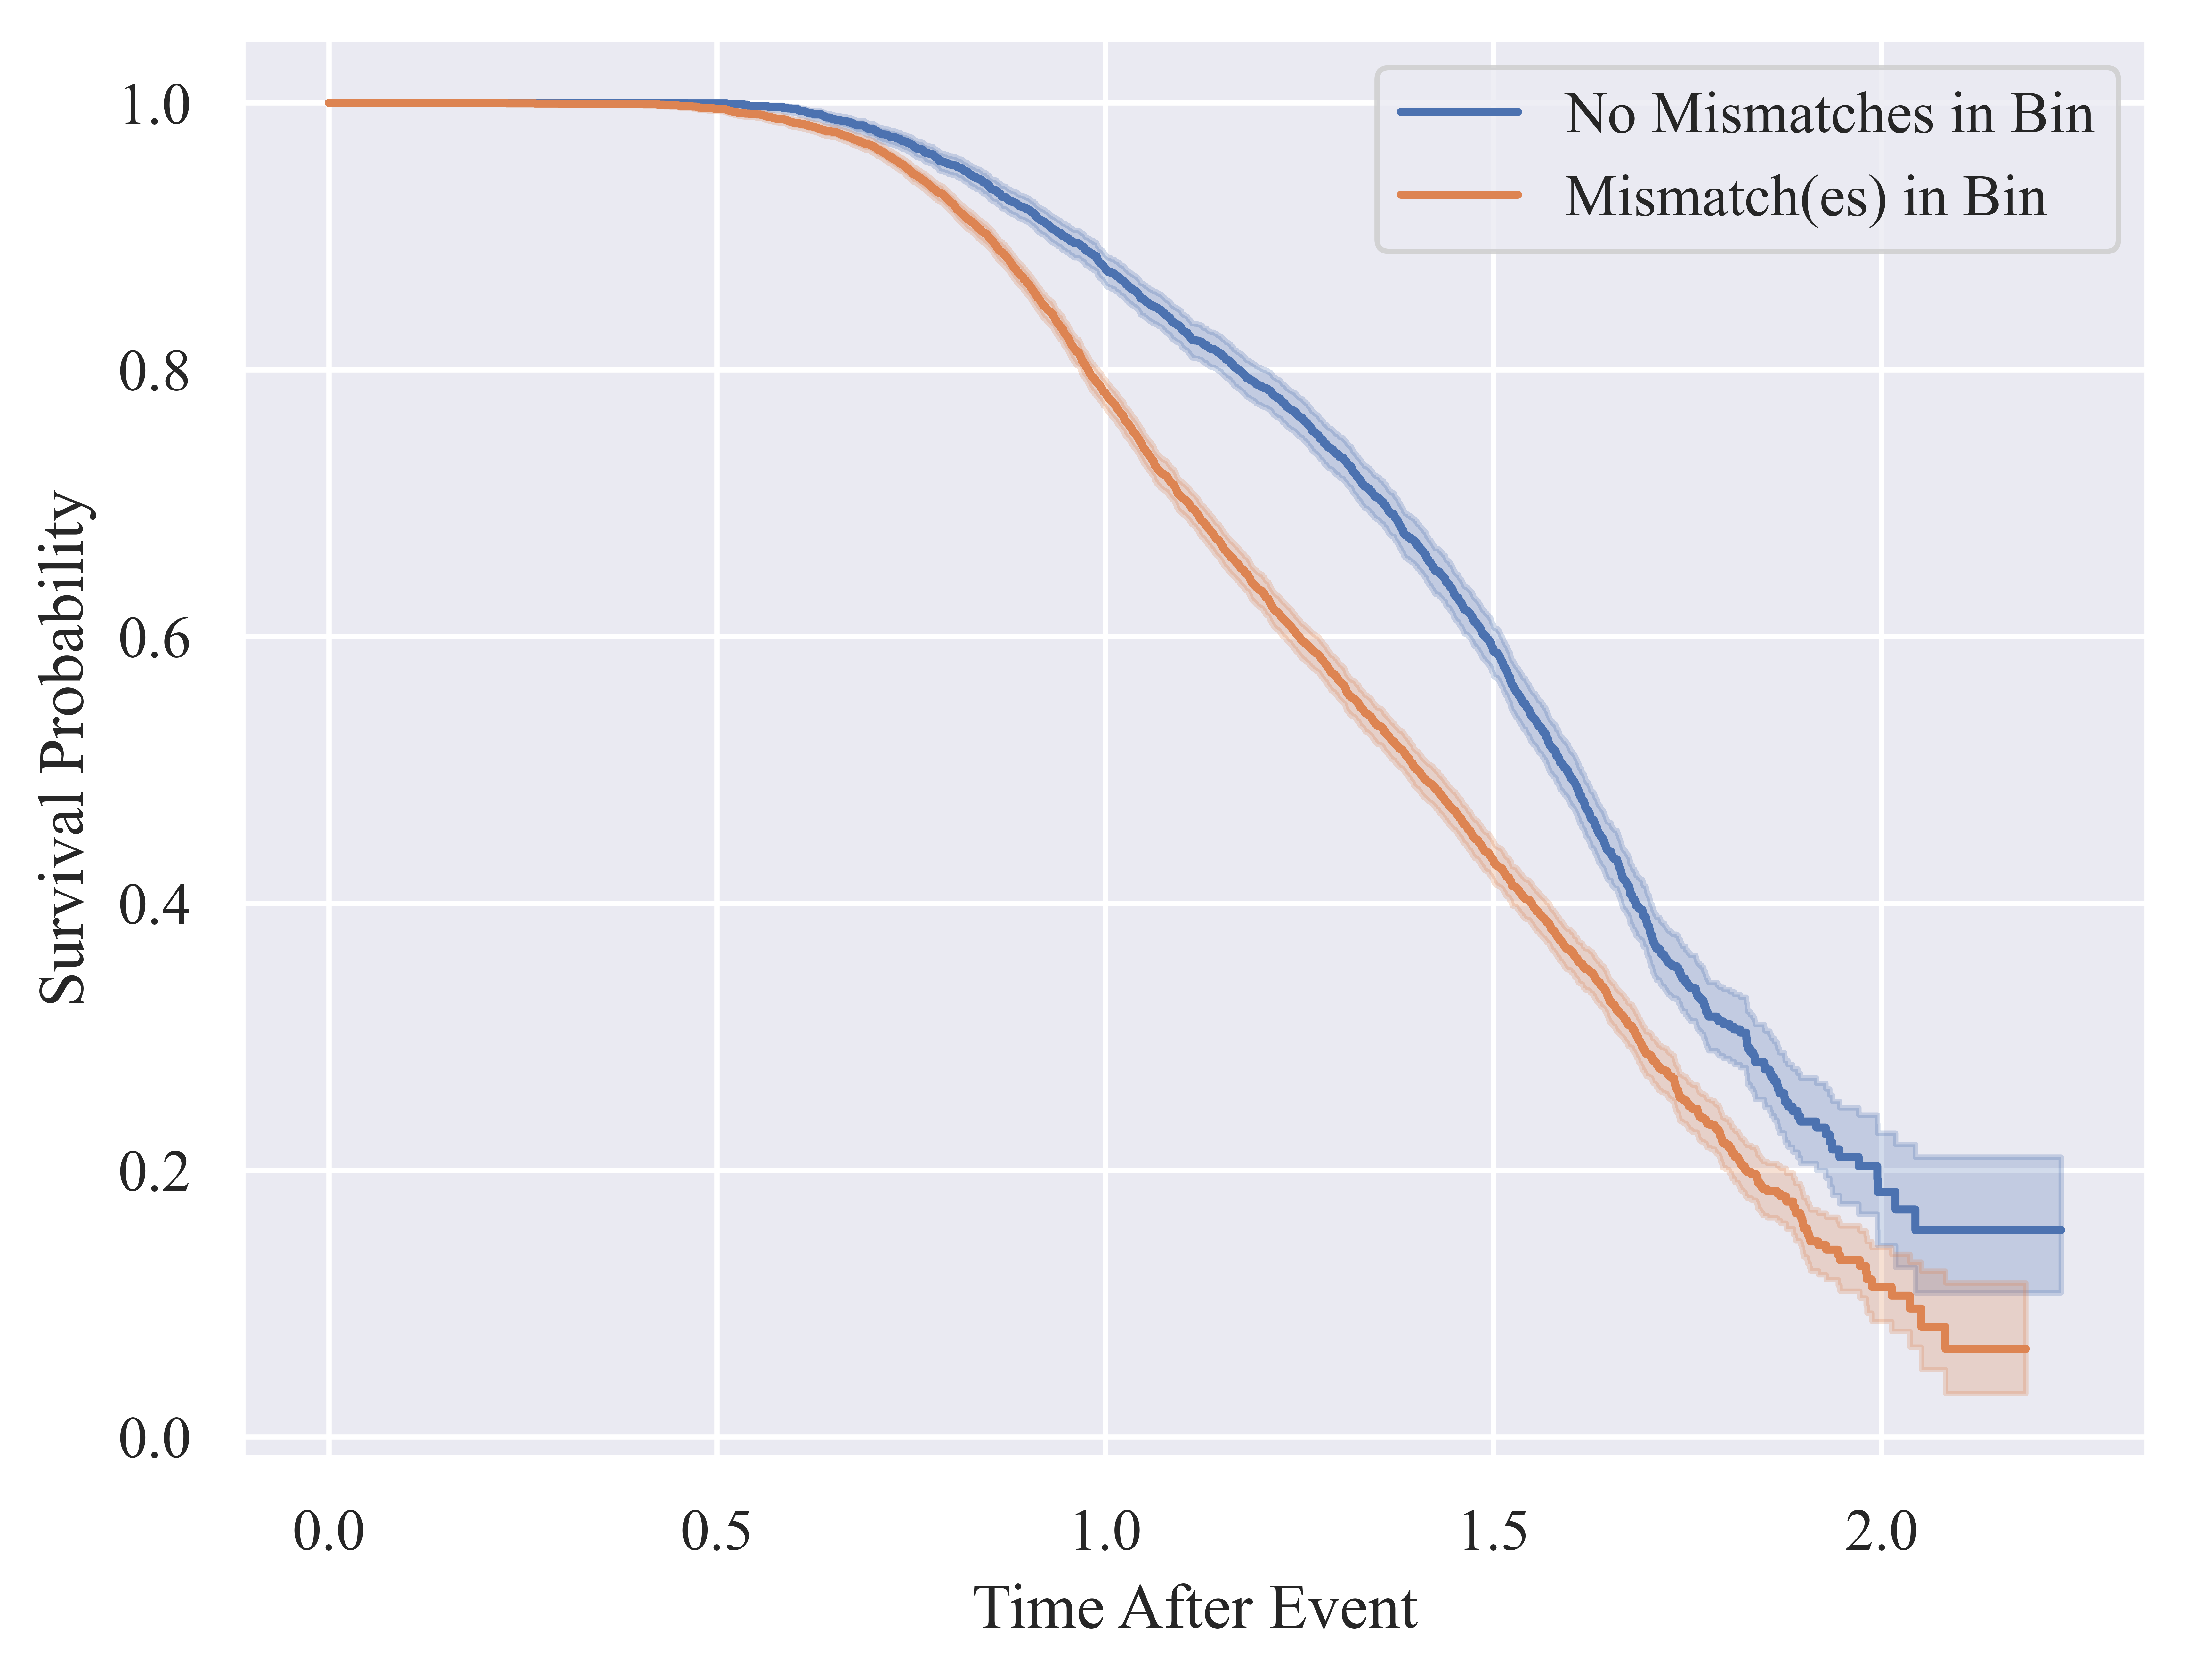 No Mismatches in Bin
Mismatch(es) in Bin
1.0
0.8
0.6
0.4
0.2
0.0
Survival Probability
0.0 0.5 1.0 1.5 2.0
Time After Event